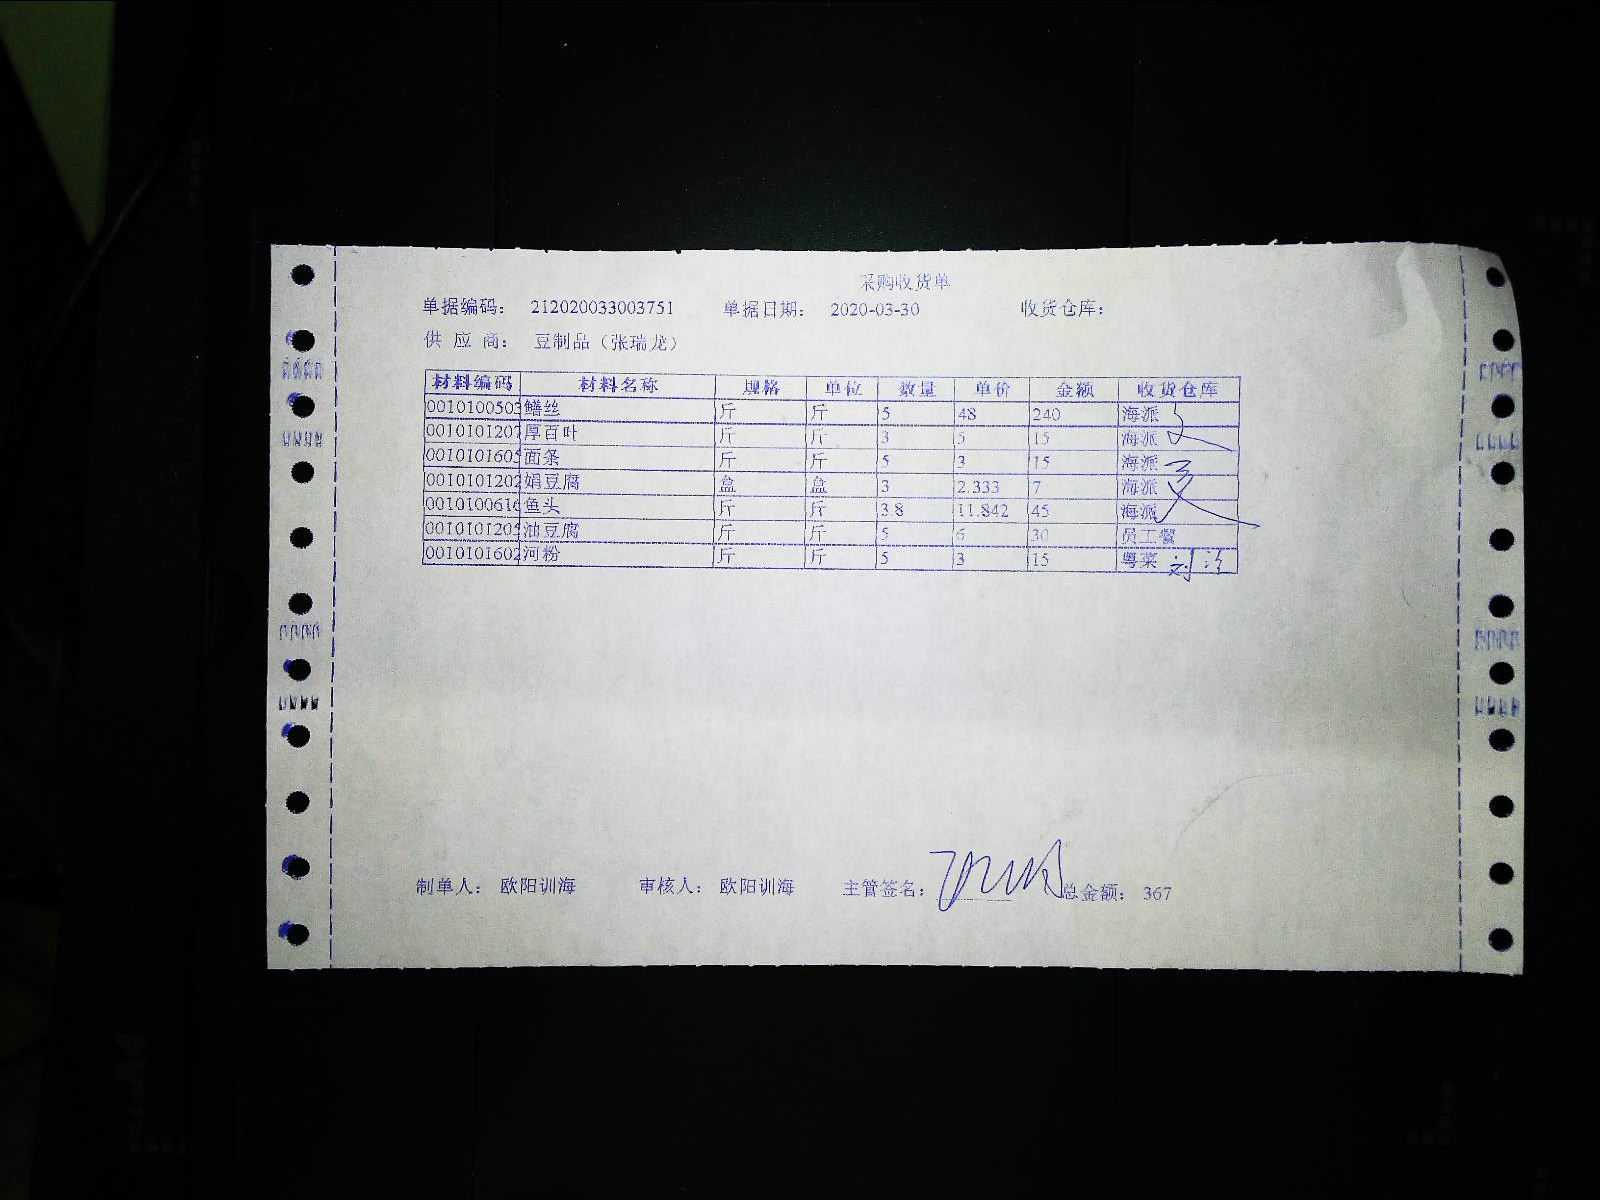 采购收货单
单据编码： 212020033003751 单据日期： 2020-03-30 收货仓库：
供 应 商： 豆制品（张瑞龙）
材料编码 材料名称 规格 单位 数量 单价 金额 收货仓库
0010100503 鳝丝 斤 斤 5 48 240 海派
0010101207 厚百叶 斤 斤 3 5 15 海派
0010101605 面条 斤 斤 5 3 15 海派
0010101202 娟豆腐 盒 盒 3 2.333 7 海派
0010100616 鱼头 斤 斤 3.8 11.842 45 海派
0010101205 油豆腐 斤 斤 5 6 30 员工餐
0010101602 河粉 斤 斤 5 3 15 粤菜
制单人： 欧阳训海 审核人： 欧阳训海 主管签名： 总金额： 367